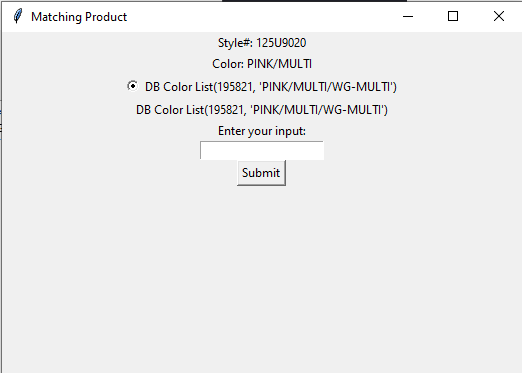 Matching Product
Style#: 125U9020
Color: PINK/MULTI
DB Color List(195821, 'PINK/MULTI/WG-MULTI')
DB Color List(195821, 'PINK/MULTI/WG-MULTI')
Enter your input:
Submit